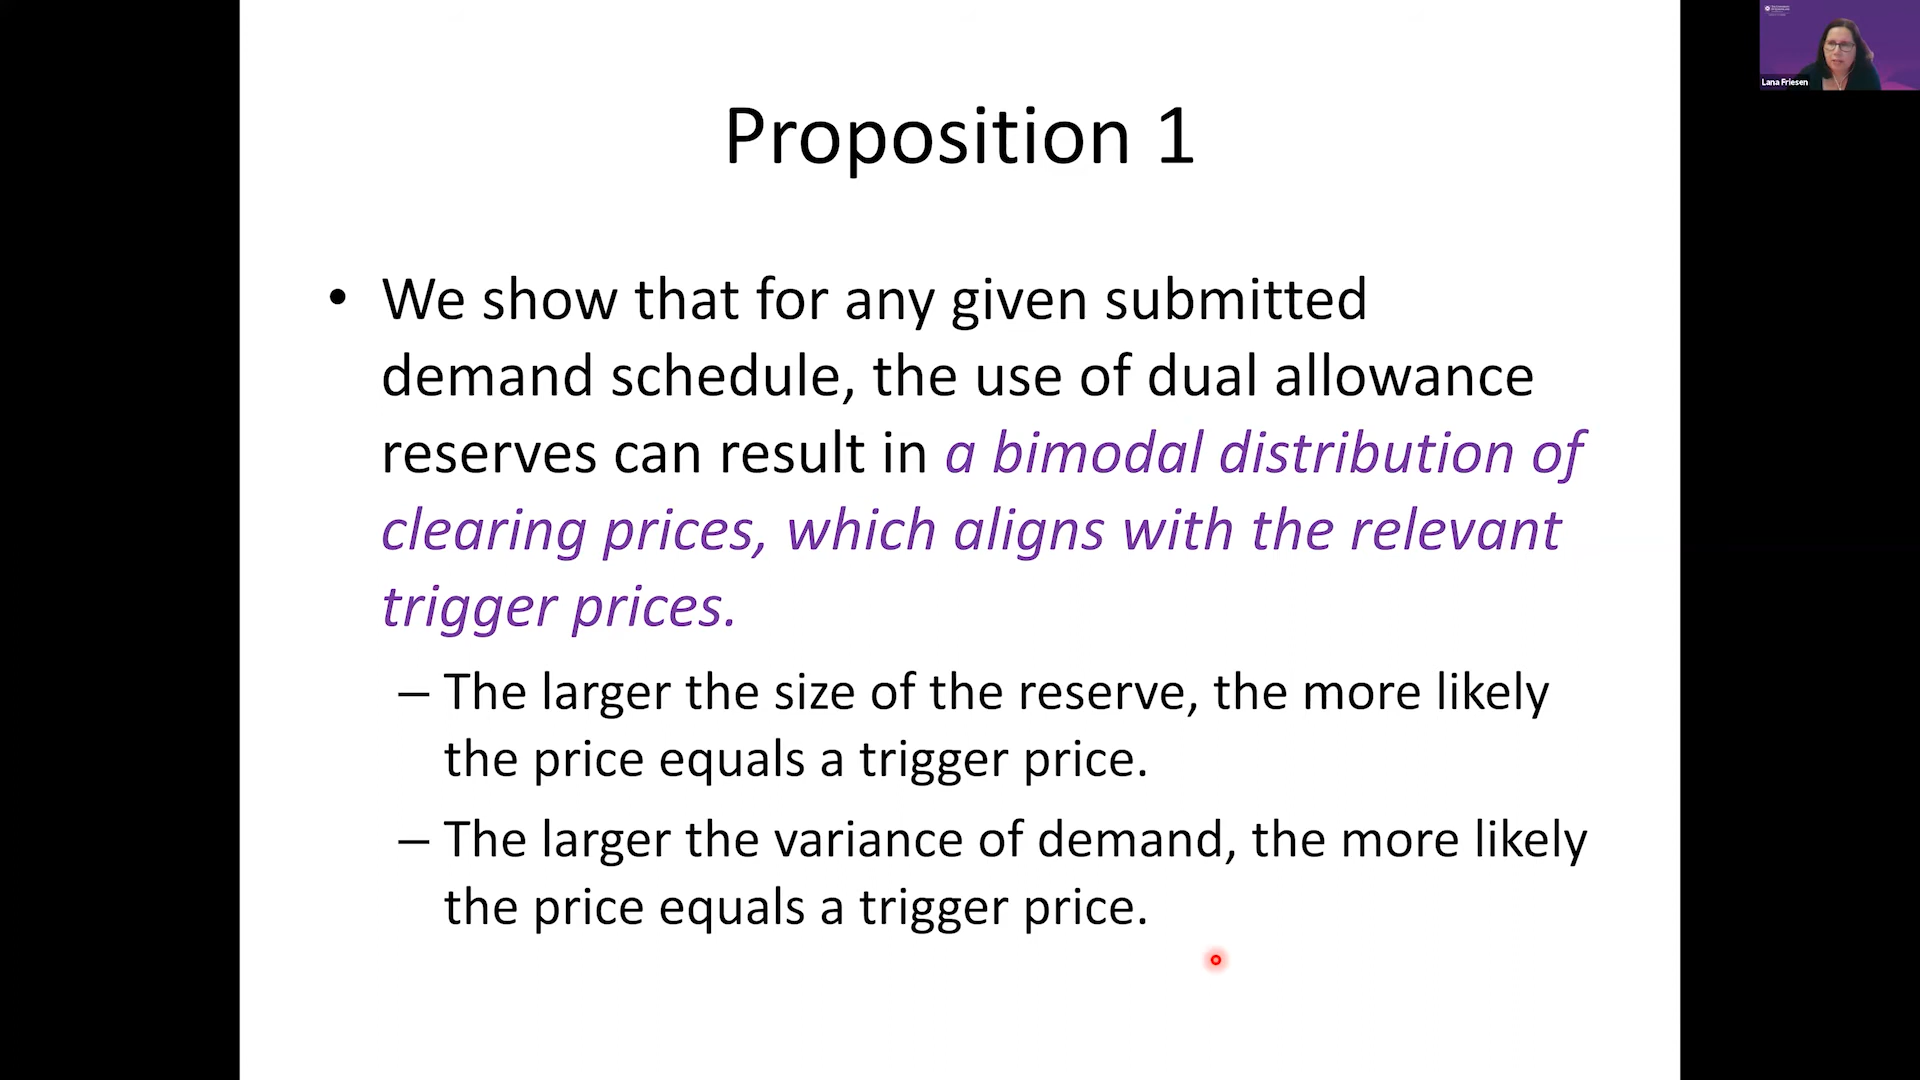 Proposition 1
• We show that for any given submitted
demand schedule, the use of dual allowance
reserves can result in a bimodal distribution of
clearing prices, which aligns with the relevant
trigger prices.
– The larger the size of the reserve, the more likely
the price equals a trigger price.
– The larger the variance of demand, the more likely
the price equals a trigger price.
Lana Friesen